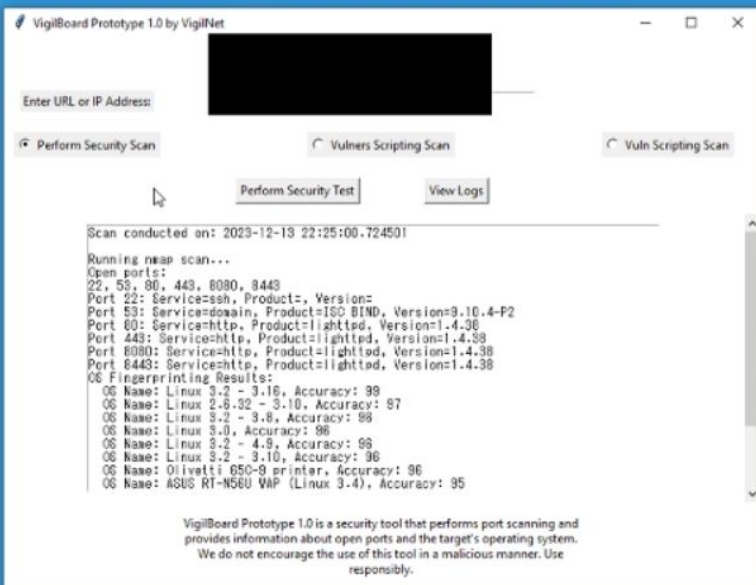 VigilBoard Prototype 1.0 by VigilNet
Enter URL or IP Address:
Perform Security Scan
Vulners Scripting Scan
Vuln Scripting Scan
Perform Security Test
View Logs
Scan conducted on: 2023-12-13 22:25:00.724501
Running nmap scan...
Open ports:
22, 53, 80, 443, 8080, 8443
Port 22: Service=ssh, Product=, Version=
Port 53: Service=domain, Product=ISC BIND, Version=9.10.4-P2
Port 80: Service=http, Product=lighttpd, Version=1.4.38
Port 443: Service=http, Product=lighttpd, Version=1.4.38
Port 8080: Service=http, Product=lighttpd, Version=1.4.38
Port 8443: Service=http, Product=lighttpd, Version=1.4.38
OS Fingerprinting Results:
OS Name: Linux 3.2 - 3.16, Accuracy: 99
OS Name: Linux 2.6.32 - 3.10, Accuracy: 97
OS Name: Linux 3.2 - 3.8, Accuracy: 96
OS Name: Linux 3.0, Accuracy: 96
OS Name: Linux 3.2 - 4.9, Accuracy: 96
OS Name: Linux 3.2 - 3.10, Accuracy: 96
OS Name: Olivetti 650-9 printer, Accuracy: 96
OS Name: ASUS RT-N56U WAP (Linux 3.4), Accuracy: 95
VigilBoard Prototype 1.0 is a security tool that performs port scanning and
provides information about open ports and the target's operating system.
We do not encourage the use of this tool in a malicious manner. Use
responsibly.